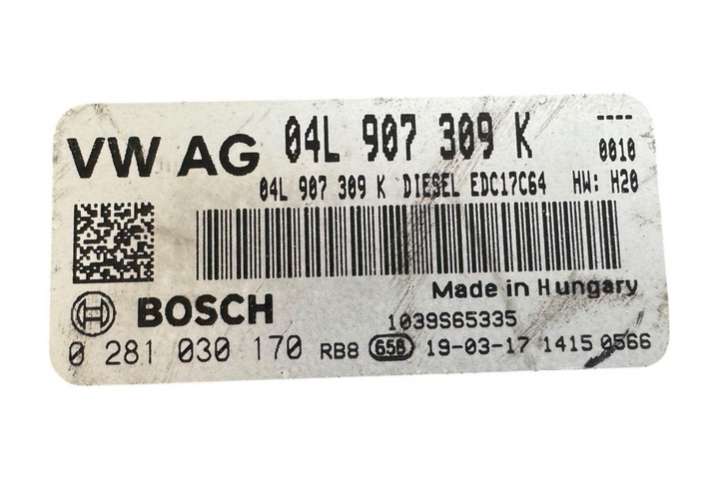 VW AG 04L 907 309 K ----
0010
04L 907 309 K DIESEL EDC17C64 HW: H20
Made in Hungary
BOSCH 1039S65335
0 281 030 170 RB8 658 19-03-17 1415 0566